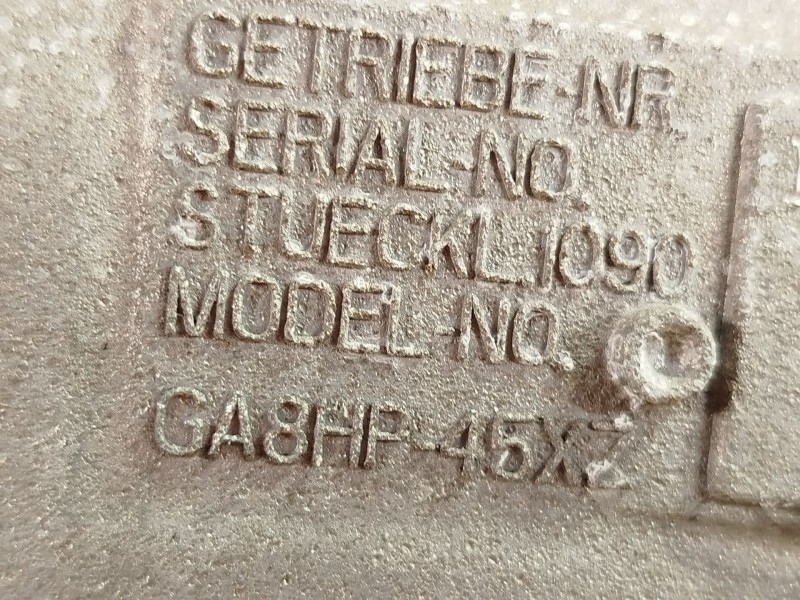 GETRIEBE-NR
SERIAL-NO.
STUECKL.1090
MODEL-NO.
GA8HP-45XZ